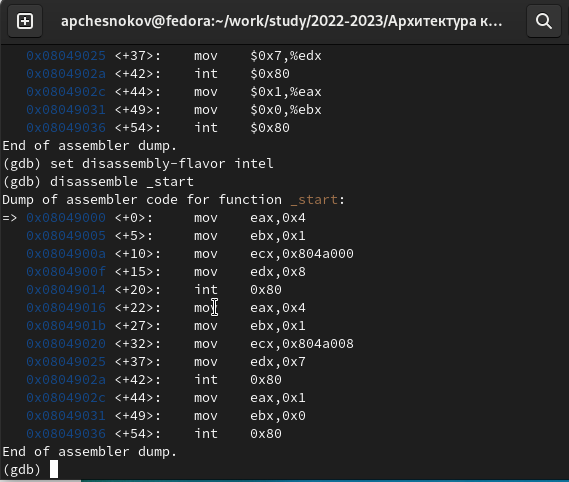 apchesnokov@fedora:~/work/study/2022-2023/Архитектура к...
0x08049025 <+37>: mov $0x7,%edx
0x0804902a <+42>: int $0x80
0x0804902c <+44>: mov $0x1,%eax
0x08049031 <+49>: mov $0x0,%ebx
0x08049036 <+54>: int $0x80
End of assembler dump.
(gdb) set disassembly-flavor intel
(gdb) disassemble _start
Dump of assembler code for function _start:
=> 0x08049000 <+0>: mov eax,0x4
0x08049005 <+5>: mov ebx,0x1
0x0804900a <+10>: mov ecx,0x804a000
0x0804900f <+15>: mov edx,0x8
0x08049014 <+20>: int 0x80
0x08049016 <+22>: mov eax,0x4
0x0804901b <+27>: mov ebx,0x1
0x08049020 <+32>: mov ecx,0x804a008
0x08049025 <+37>: mov edx,0x7
0x0804902a <+42>: int 0x80
0x0804902c <+44>: mov eax,0x1
0x08049031 <+49>: mov ebx,0x0
0x08049036 <+54>: int 0x80
End of assembler dump.
(gdb)